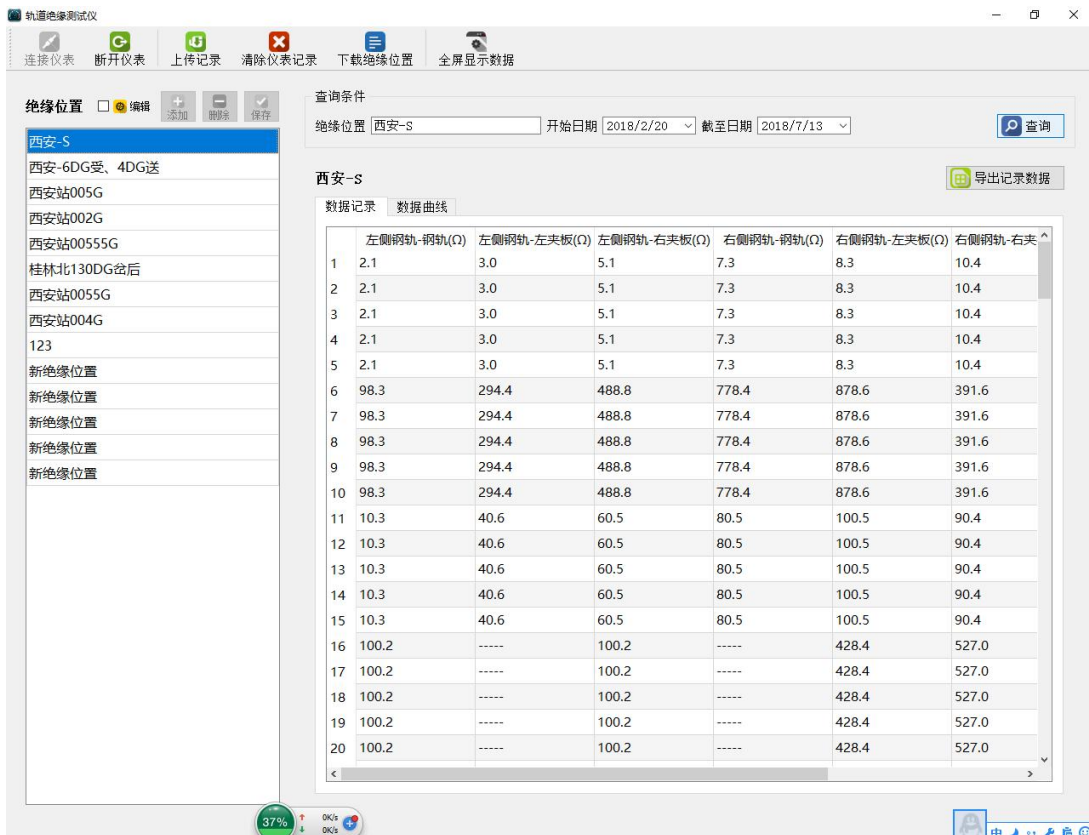 轨道绝缘测试仪
连接仪表 断开仪表 上传记录 清除仪表记录 下载绝缘位置 全屏显示数据
绝缘位置 编辑 添加 删除 保存
西安-S
西安-6DG受、4DG送
西安站005G
西安站002G
西安站00555G
桂林北130DG岔后
西安站0055G
西安站004G
123
新绝缘位置
新绝缘位置
新绝缘位置
新绝缘位置
新绝缘位置
查询条件
绝缘位置 西安-S 开始日期 2018/2/20 截至日期 2018/7/13 查询
西安-S 导出记录数据
数据记录 数据曲线
左侧钢轨-钢轨(Ω) 左侧钢轨-左夹板(Ω) 左侧钢轨-右夹板(Ω) 右侧钢轨-钢轨(Ω) 右侧钢轨-左夹板(Ω) 右侧钢轨-右夹
1 2.1 3.0 5.1 7.3 8.3 10.4
2 2.1 3.0 5.1 7.3 8.3 10.4
3 2.1 3.0 5.1 7.3 8.3 10.4
4 2.1 3.0 5.1 7.3 8.3 10.4
5 2.1 3.0 5.1 7.3 8.3 10.4
6 98.3 294.4 488.8 778.4 878.6 391.6
7 98.3 294.4 488.8 778.4 878.6 391.6
8 98.3 294.4 488.8 778.4 878.6 391.6
9 98.3 294.4 488.8 778.4 878.6 391.6
10 98.3 294.4 488.8 778.4 878.6 391.6
11 10.3 40.6 60.5 80.5 100.5 90.4
12 10.3 40.6 60.5 80.5 100.5 90.4
13 10.3 40.6 60.5 80.5 100.5 90.4
14 10.3 40.6 60.5 80.5 100.5 90.4
15 10.3 40.6 60.5 80.5 100.5 90.4
16 100.2 ----- 100.2 ----- 428.4 527.0
17 100.2 ----- 100.2 ----- 428.4 527.0
18 100.2 ----- 100.2 ----- 428.4 527.0
19 100.2 ----- 100.2 ----- 428.4 527.0
20 100.2 ----- 100.2 ----- 428.4 527.0
37% 0K/s
0K/s
中